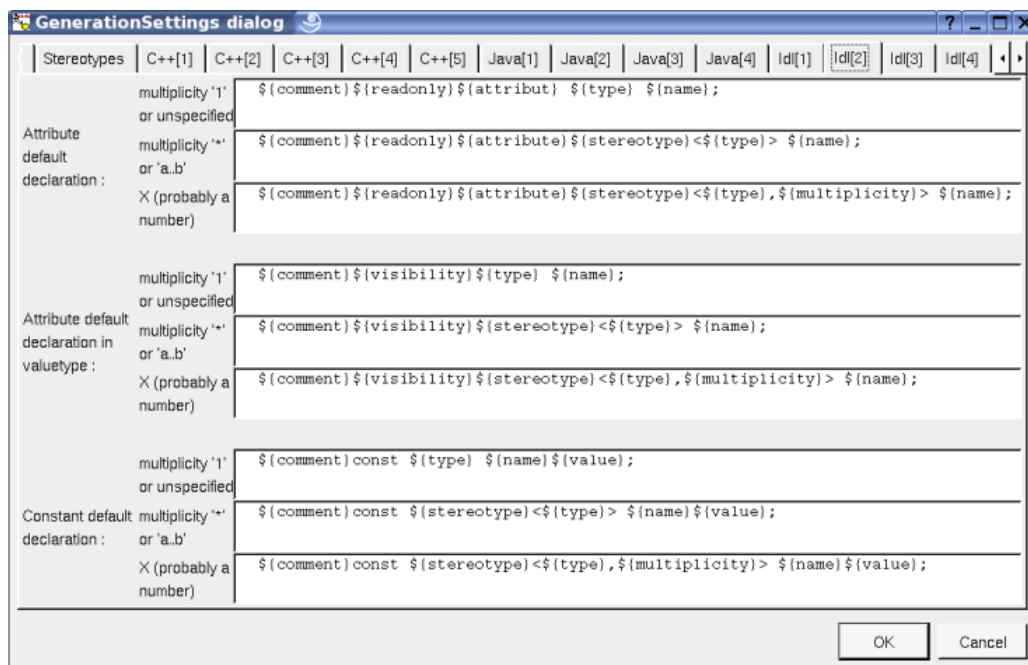 GenerationSettings dialog
Stereotypes C++[1] C++[2] C++[3] C++[4] C++[5] Java[1] Java[2] Java[3] Java[4] Idl[1] Idl[2] Idl[3] Idl[4]
Attribute
default
declaration :
multiplicity '1'
or unspecified
${comment}${readonly}${attribut} ${type} ${name};
multiplicity '*'
or 'a..b'
${comment}${readonly}${attribute}${stereotype}<${type}> ${name};
X (probably a
number)
${comment}${readonly}${attribute}${stereotype}<${type},${multiplicity}> ${name};
Attribute default
declaration in
valuetype :
multiplicity '1'
or unspecified
${comment}${visibility}${type} ${name};
multiplicity '*'
or 'a..b'
${comment}${visibility}${stereotype}<${type}> ${name};
X (probably a
number)
${comment}${visibility}${stereotype}<${type},${multiplicity}> ${name};
Constant default
declaration :
multiplicity '1'
or unspecified
${comment}const ${type} ${name}${value};
multiplicity '*'
or 'a..b'
${comment}const ${stereotype}<${type}> ${name}${value};
X (probably a
number)
${comment}const ${stereotype}<${type},${multiplicity}> ${name}${value};
OK Cancel